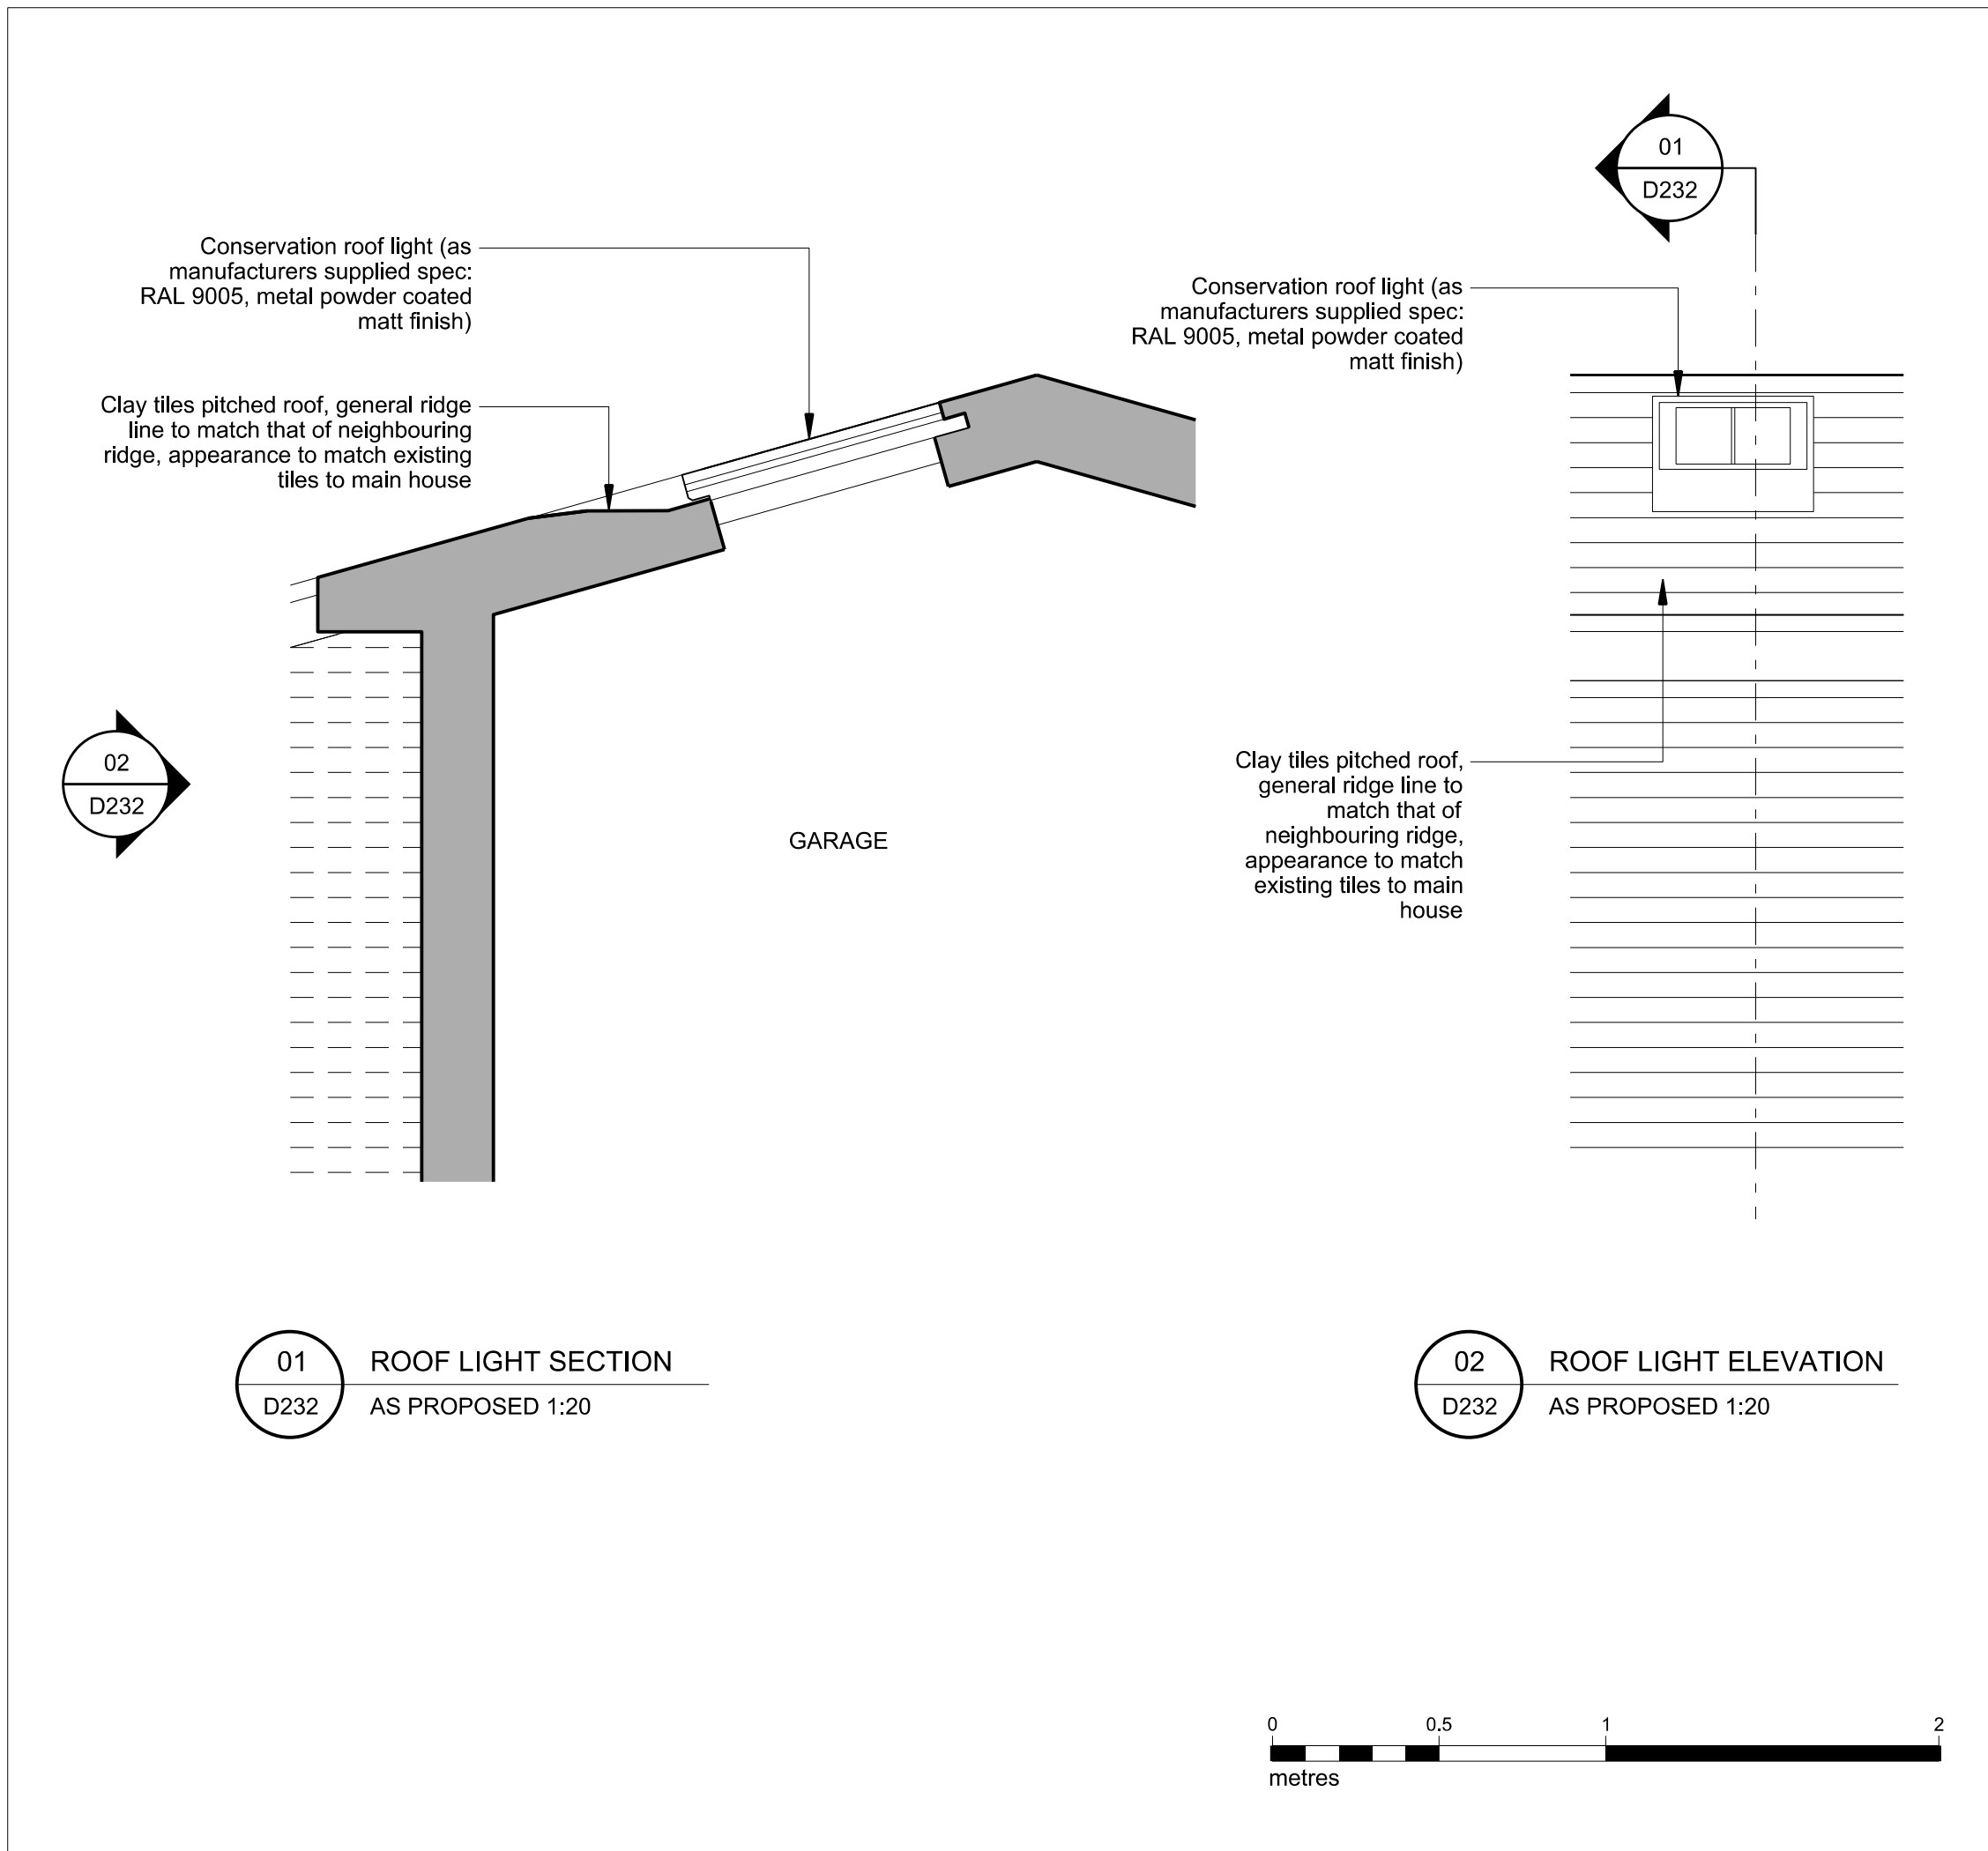 01
D232
Conservation roof light (as
manufacturers supplied spec:
RAL 9005, metal powder coated
matt finish)
Clay tiles pitched roof, general ridge
line to match that of neighbouring
ridge, appearance to match existing
tiles to main house
Conservation roof light (as
manufacturers supplied spec:
RAL 9005, metal powder coated
matt finish)
02
D232
GARAGE
Clay tiles pitched roof,
general ridge line to
match that of
neighbouring ridge,
appearance to match
existing tiles to main
house
01
D232
ROOF LIGHT SECTION
AS PROPOSED 1:20
02
D232
ROOF LIGHT ELEVATION
AS PROPOSED 1:20
0 0.5 1 2
metres